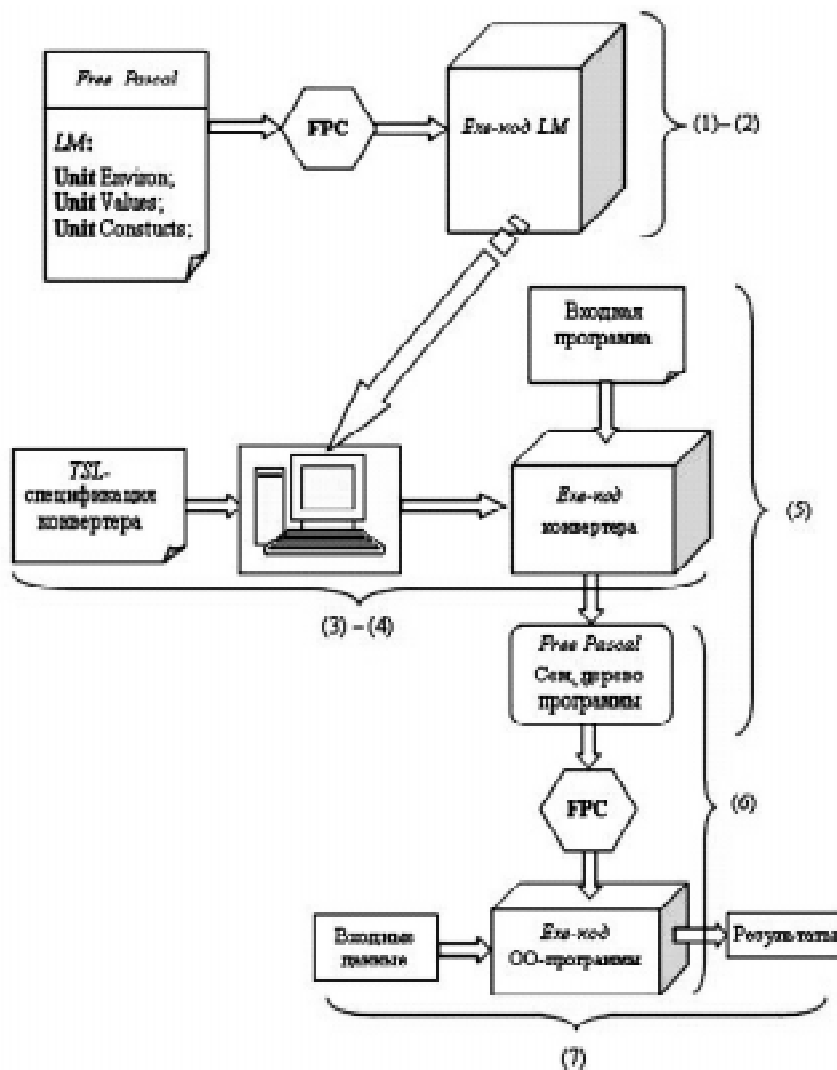 Free Pascal
LM:
Unit Environ;
Unit Values;
Unit Constucts;
FPC
Exe-код LM
(1)–(2)
Входная
программа
TSL-
спецификация
конвертера
Exe-код
конвертера
(5)
(3) – (4)
Free Pascal
Сем. дерево
программы
FPC
(6)
Входные
данные
Exe-код
ОО-программы
Результаты
(7)